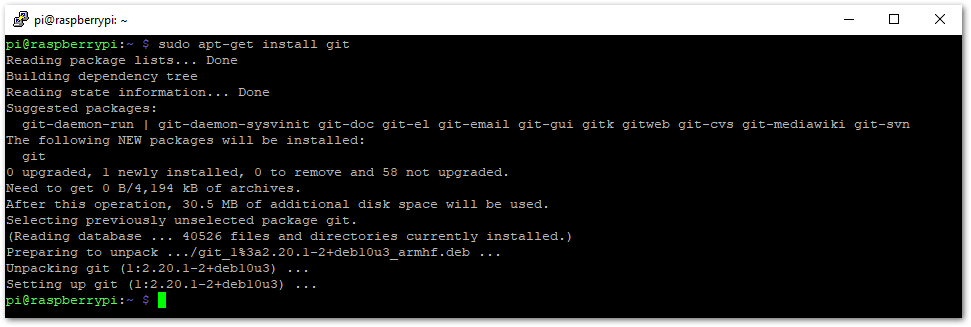 pi@raspberrypi: ~
pi@raspberrypi:~ $ sudo apt-get install git
Reading package lists... Done
Building dependency tree
Reading state information... Done
Suggested packages:
  git-daemon-run | git-daemon-sysvinit git-doc git-el git-email git-gui gitk gitweb git-cvs git-mediawiki git-svn
The following NEW packages will be installed:
  git
0 upgraded, 1 newly installed, 0 to remove and 58 not upgraded.
Need to get 0 B/4,194 kB of archives.
After this operation, 30.5 MB of additional disk space will be used.
Selecting previously unselected package git.
(Reading database ... 40526 files and directories currently installed.)
Preparing to unpack .../git_1%3a2.20.1-2+deb10u3_armhf.deb ...
Unpacking git (1:2.20.1-2+deb10u3) ...
Setting up git (1:2.20.1-2+deb10u3) ...
pi@raspberrypi:~ $